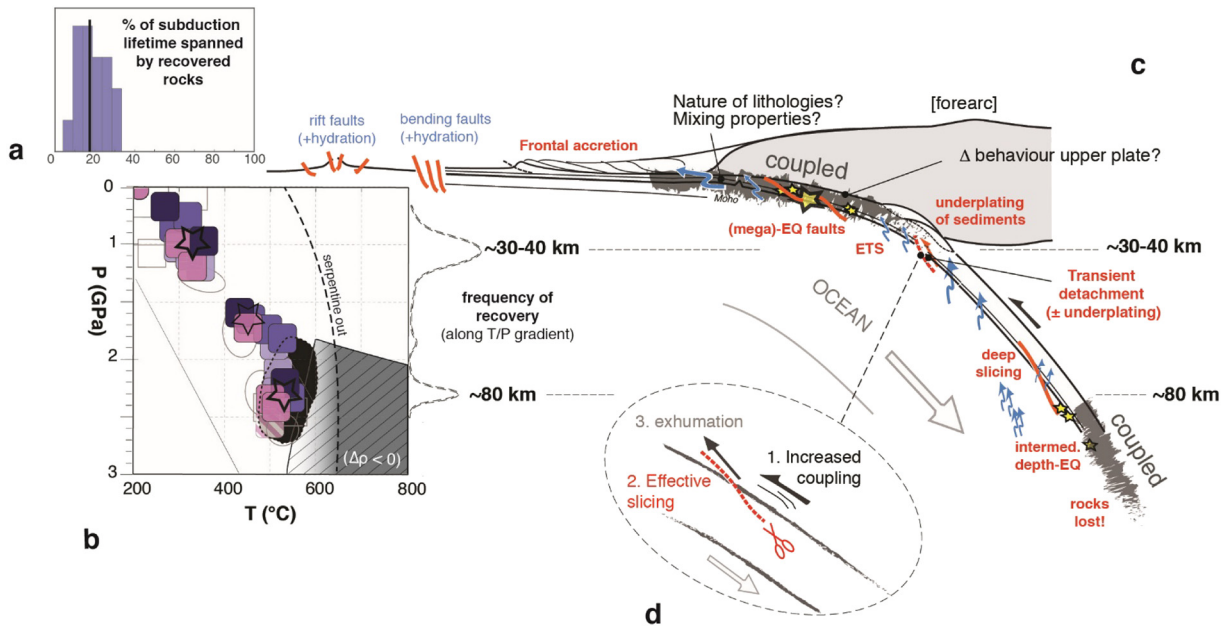 % of subduction
lifetime spanned
by recovered
rocks
0 20 40 60 80 100
a
0
1
2
3
P (GPa)
200 400 600 800
T (°C)
serpentine out
(Δρ < 0)
b
frequency of
recovery
(along T/P gradient)
~30-40 km
~80 km
c
rift faults
(+hydration)
bending faults
(+hydration)
Frontal accretion
Nature of lithologies?
Mixing properties?
[forearc]
coupled
Δ behaviour upper plate?
Mono
(mega)-EQ faults
underplating
of sediments
ETS
~30-40 km
Transient
detachment
(± underplating)
OCEAN
deep
slicing
~80 km
intermed.
depth-EQ
coupled
rocks
lost!
3. exhumation
1. Increased
coupling
2. Effective
slicing
d